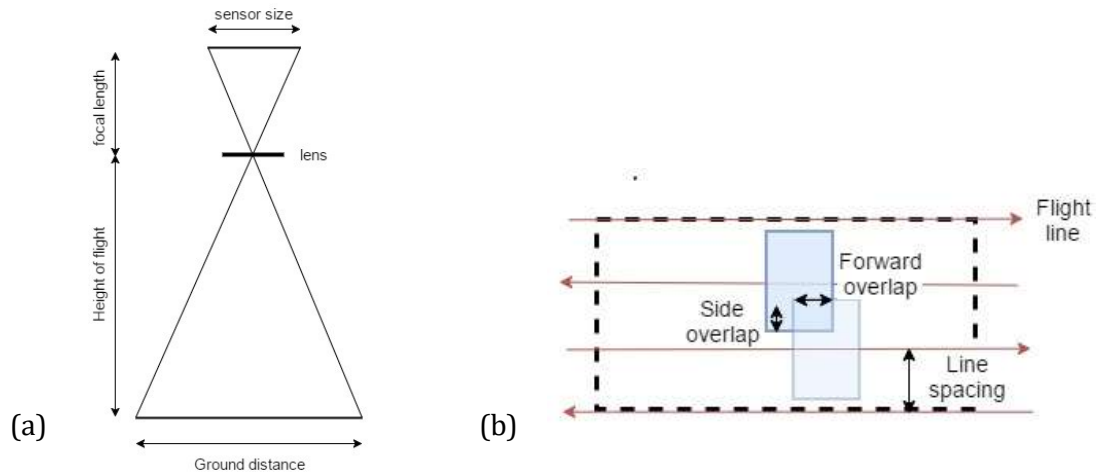 sensor size
focal length
lens
Height of flight
Ground distance
(a)
Flight
line
Forward
overlap
Side
overlap
Line
spacing
(b)